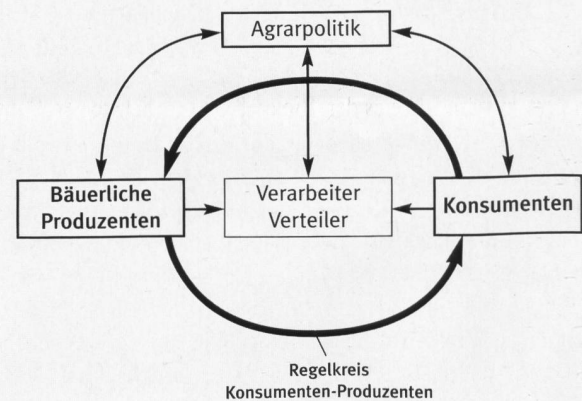 Agrarpolitik
Bäuerliche
Produzenten
Verarbeiter
Verteiler
Konsumenten
Regelkreis
Konsumenten-Produzenten